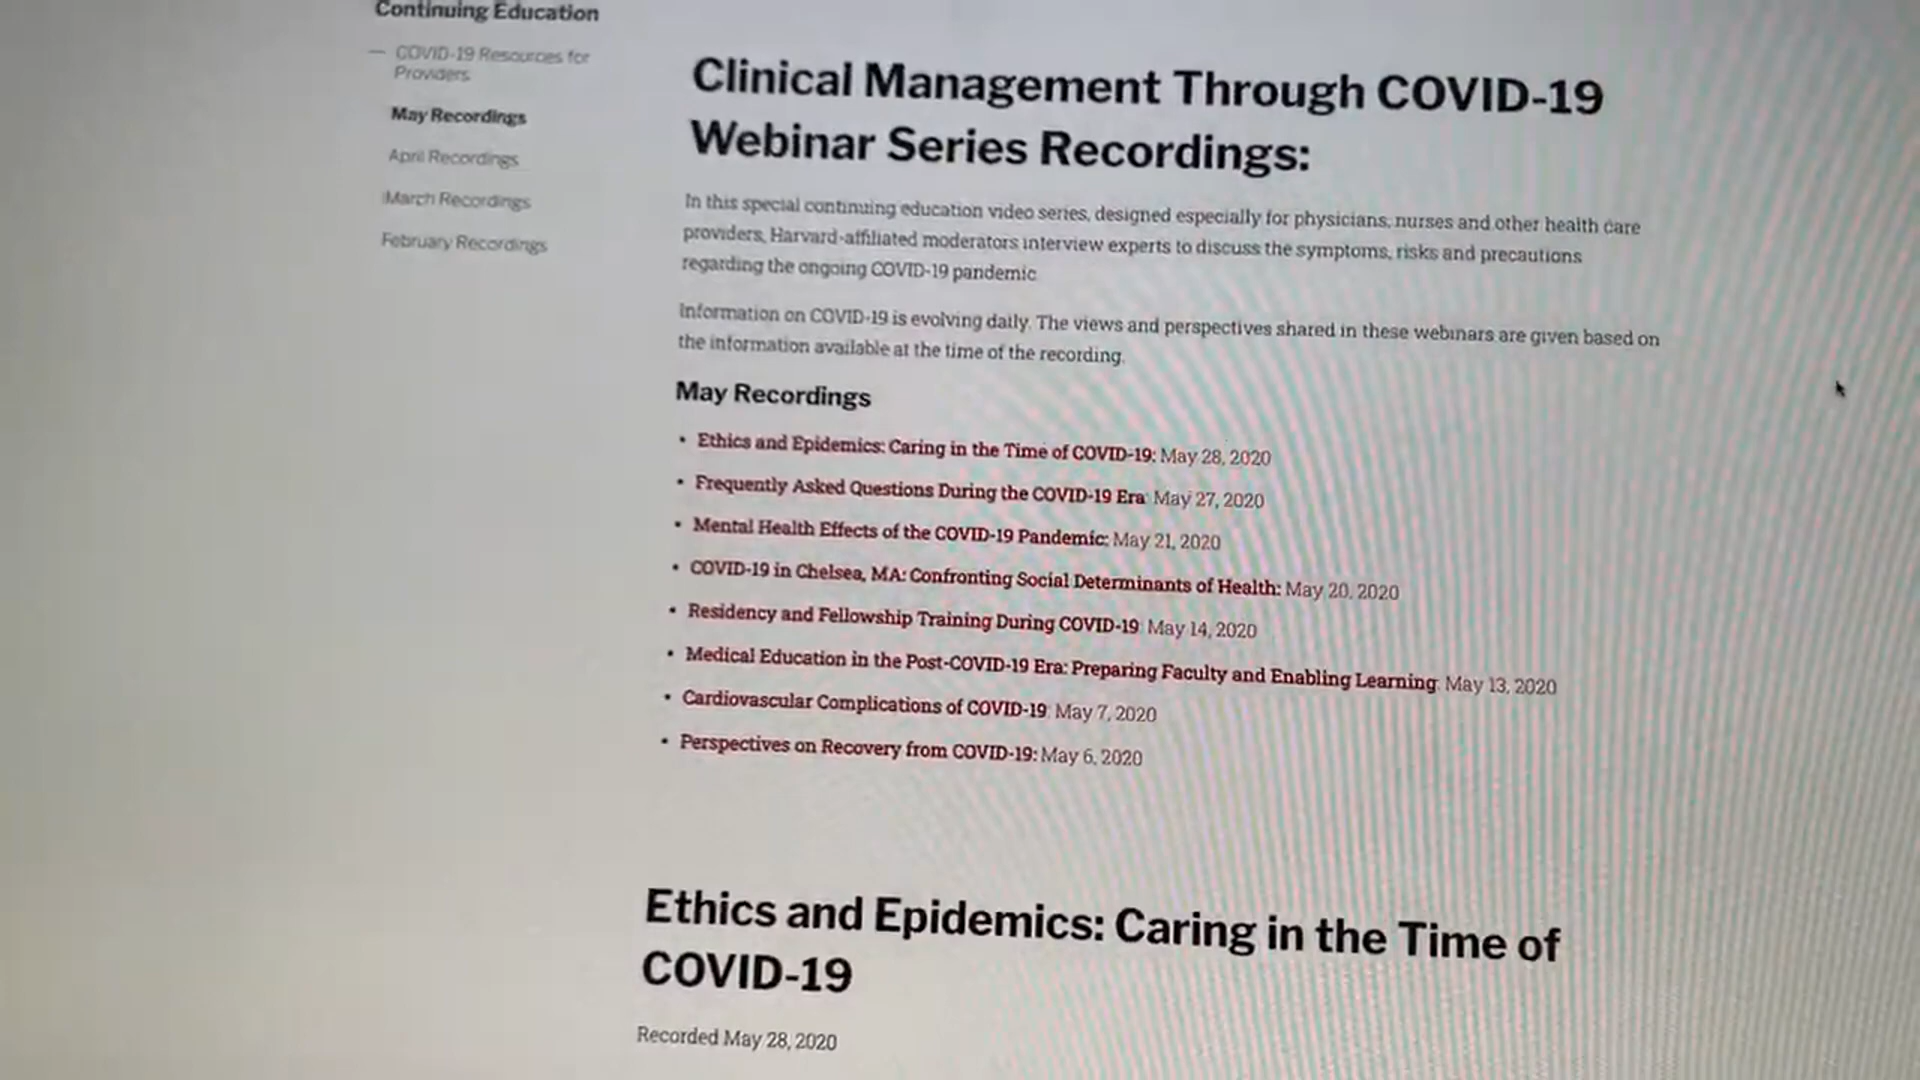 Continuing Education
— COVID-19 Resources for
Providers
May Recordings
April Recordings
March Recordings
February Recordings
Clinical Management Through COVID-19
Webinar Series Recordings:
In this special continuing education video series, designed especially for physicians, nurses and other health care
providers, Harvard-affiliated moderators interview experts to discuss the symptoms, risks and precautions
regarding the ongoing COVID-19 pandemic.
Information on COVID-19 is evolving daily. The views and perspectives shared in these webinars are given based on
the information available at the time of the recording.
May Recordings
• Ethics and Epidemics: Caring in the Time of COVID-19: May 28, 2020
• Frequently Asked Questions During the COVID-19 Era: May 27, 2020
• Mental Health Effects of the COVID-19 Pandemic: May 21, 2020
• COVID-19 in Chelsea, MA: Confronting Social Determinants of Health: May 20, 2020
• Residency and Fellowship Training During COVID-19: May 14, 2020
• Medical Education in the Post-COVID-19 Era: Preparing Faculty and Enabling Learning: May 13, 2020
• Cardiovascular Complications of COVID-19: May 7, 2020
• Perspectives on Recovery from COVID-19: May 6, 2020
Ethics and Epidemics: Caring in the Time of
COVID-19
Recorded May 28, 2020